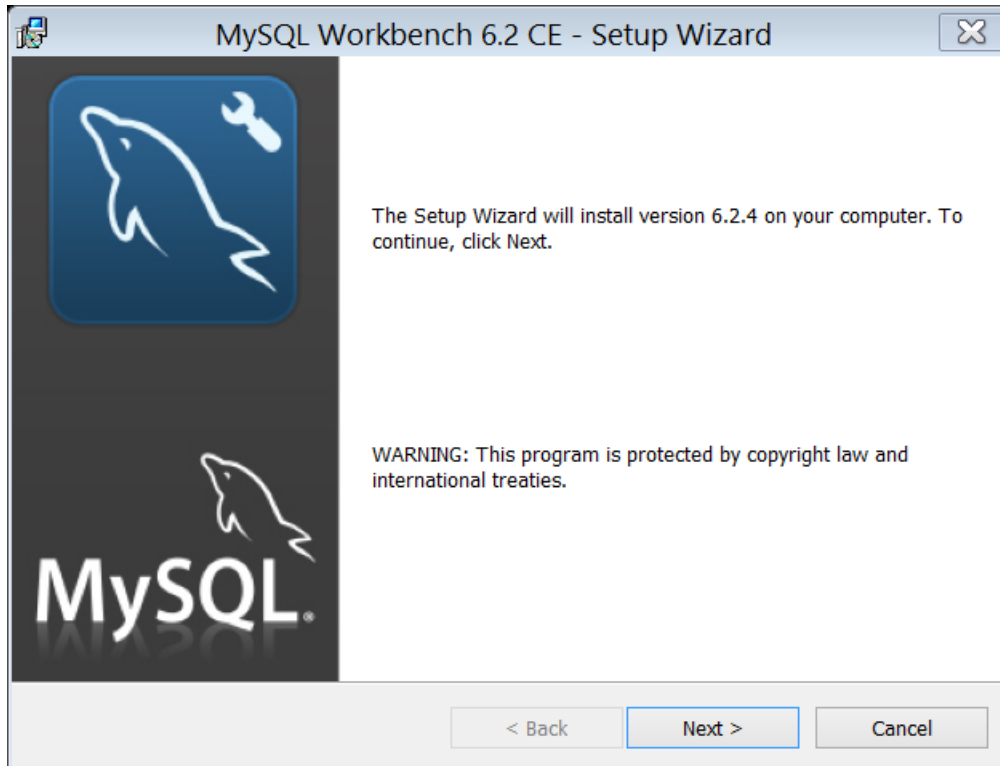 MySQL Workbench 6.2 CE - Setup Wizard
The Setup Wizard will install version 6.2.4 on your computer. To
continue, click Next.
WARNING: This program is protected by copyright law and
international treaties.
MySQL®
< Back
Next >
Cancel